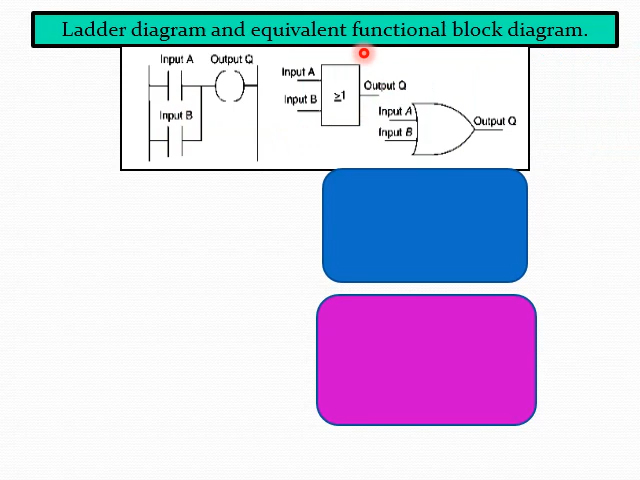 Ladder diagram and equivalent functional block diagram.
Input A Output Q
Input B
Input A
Input B
≥1
Output Q
Input A
Input B
Output Q